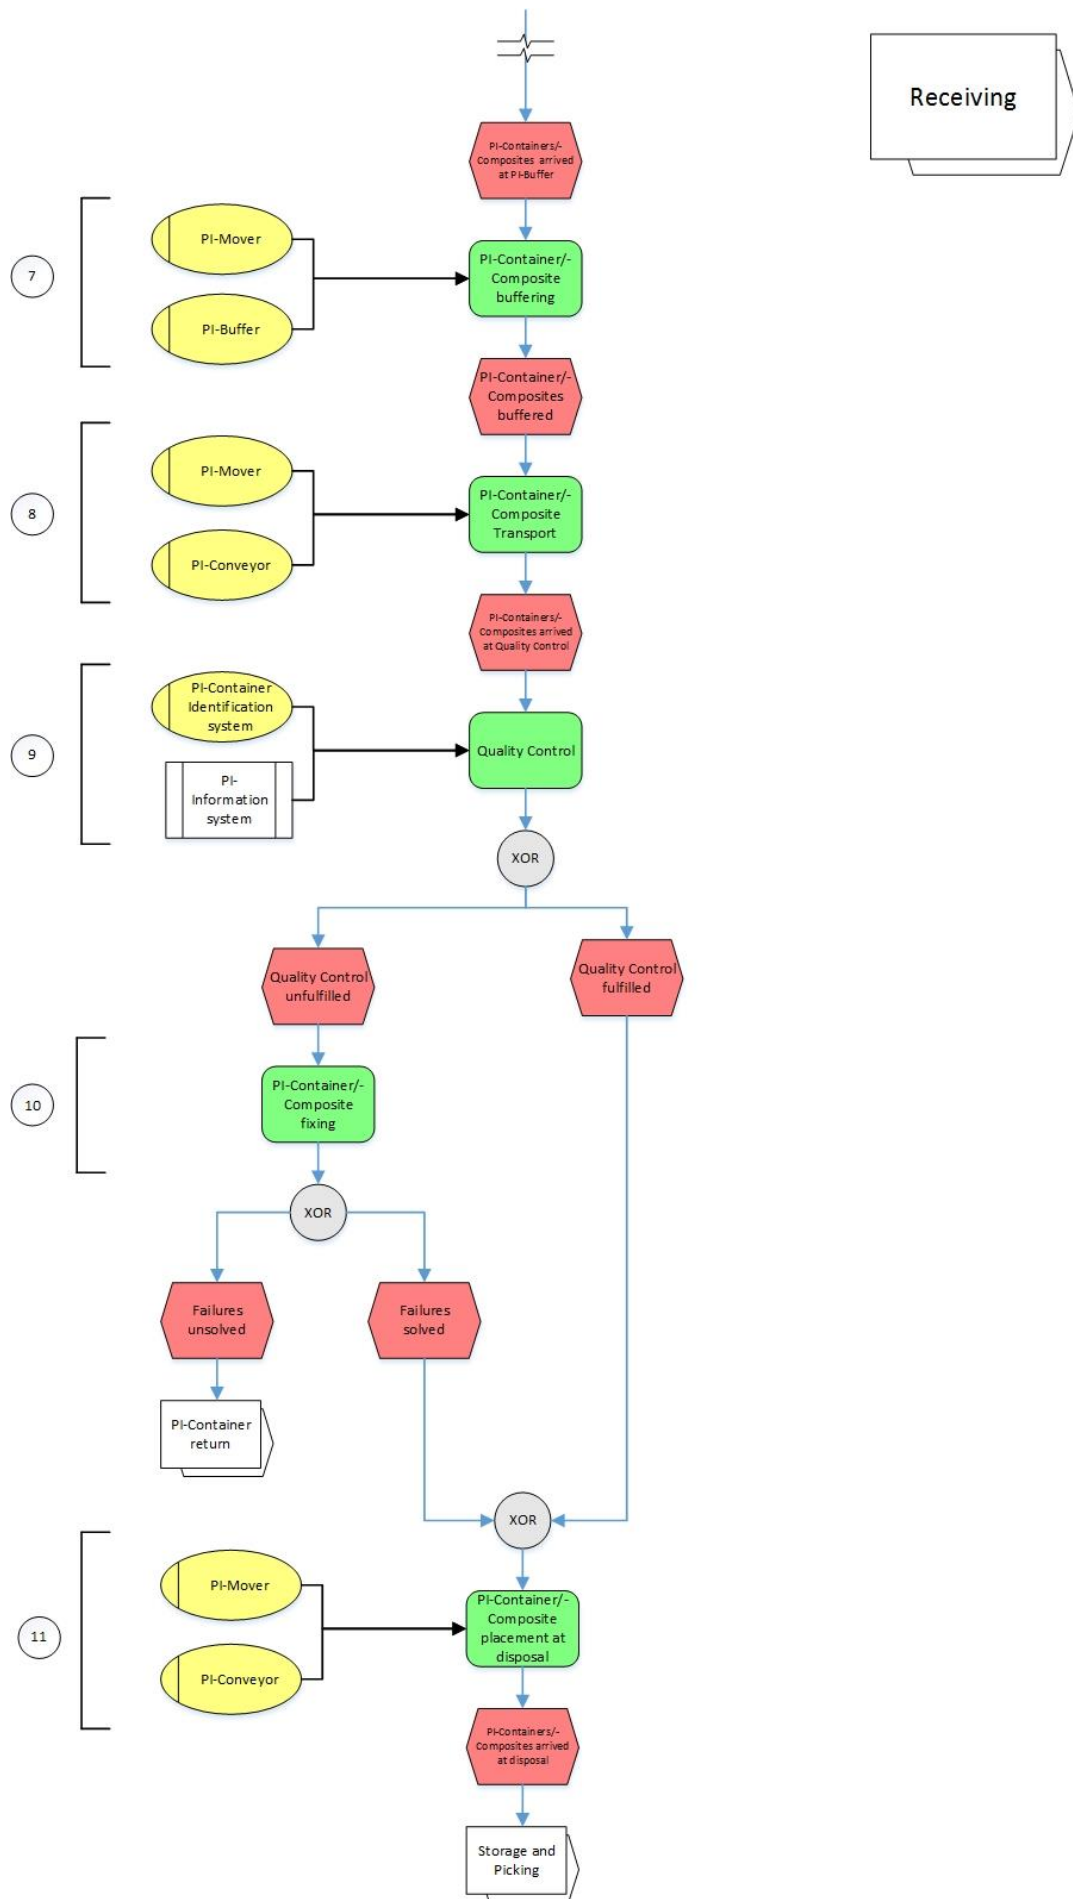 Receiving
PI-Containers/-
Composites arrived
at PI-Buffer
7
PI-Mover
PI-Buffer
PI-Container/-
Composite
buffering
PI-Container/-
Composites
buffered
8
PI-Mover
PI-Conveyor
PI-Container/-
Composite
Transport
PI-Containers/-
Composites arrived
at Quality Control
9
PI-Container
Identification
system
PI-
Information
system
Quality Control
XOR
Quality Control
unfulfilled
Quality Control
fulfilled
10
PI-Container/-
Composite
fixing
XOR
Failures
unsolved
Failures
solved
PI-Container
return
XOR
11
PI-Mover
PI-Conveyor
PI-Container/-
Composite
placement at
disposal
PI-Containers/-
Composites arrived
at disposal
Storage and
Picking